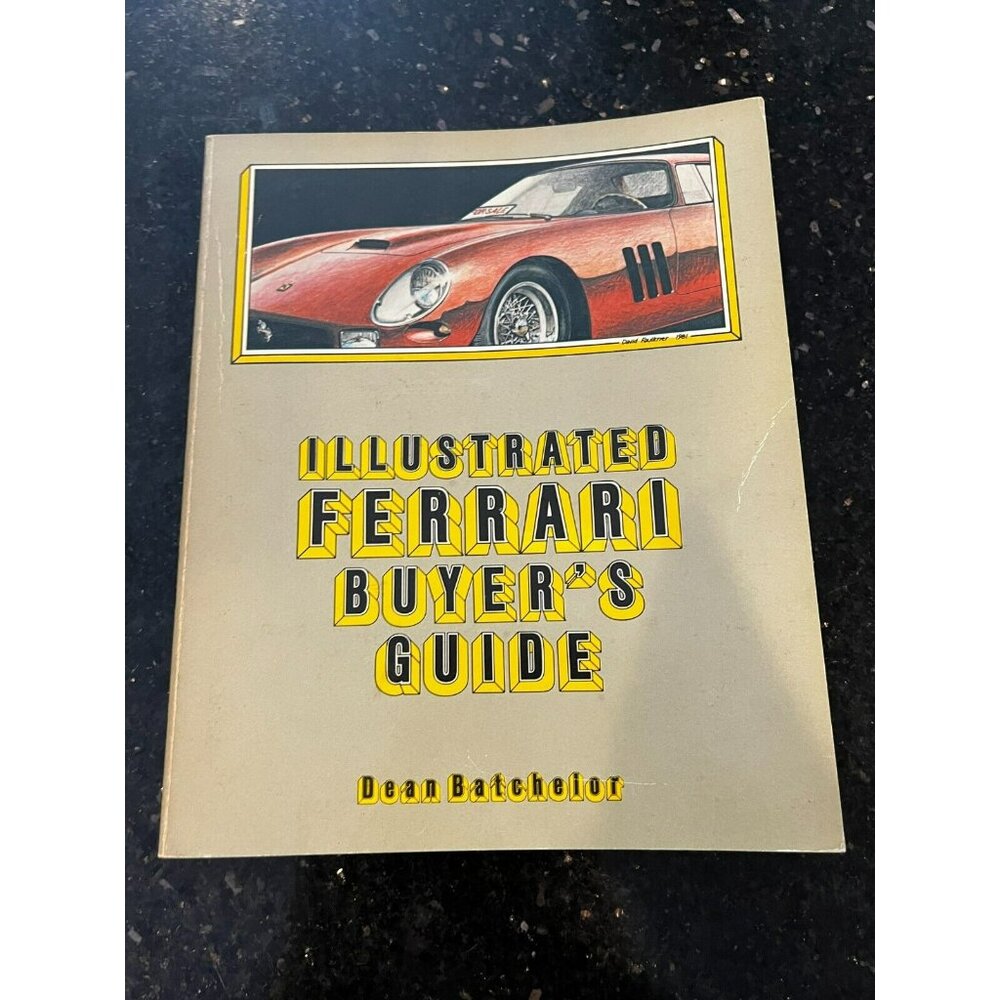 FOR SALE
David Faulkner 1981
ILLUSTRATED
FERRARI
BUYER'S
GUIDE
Dean Batchelor